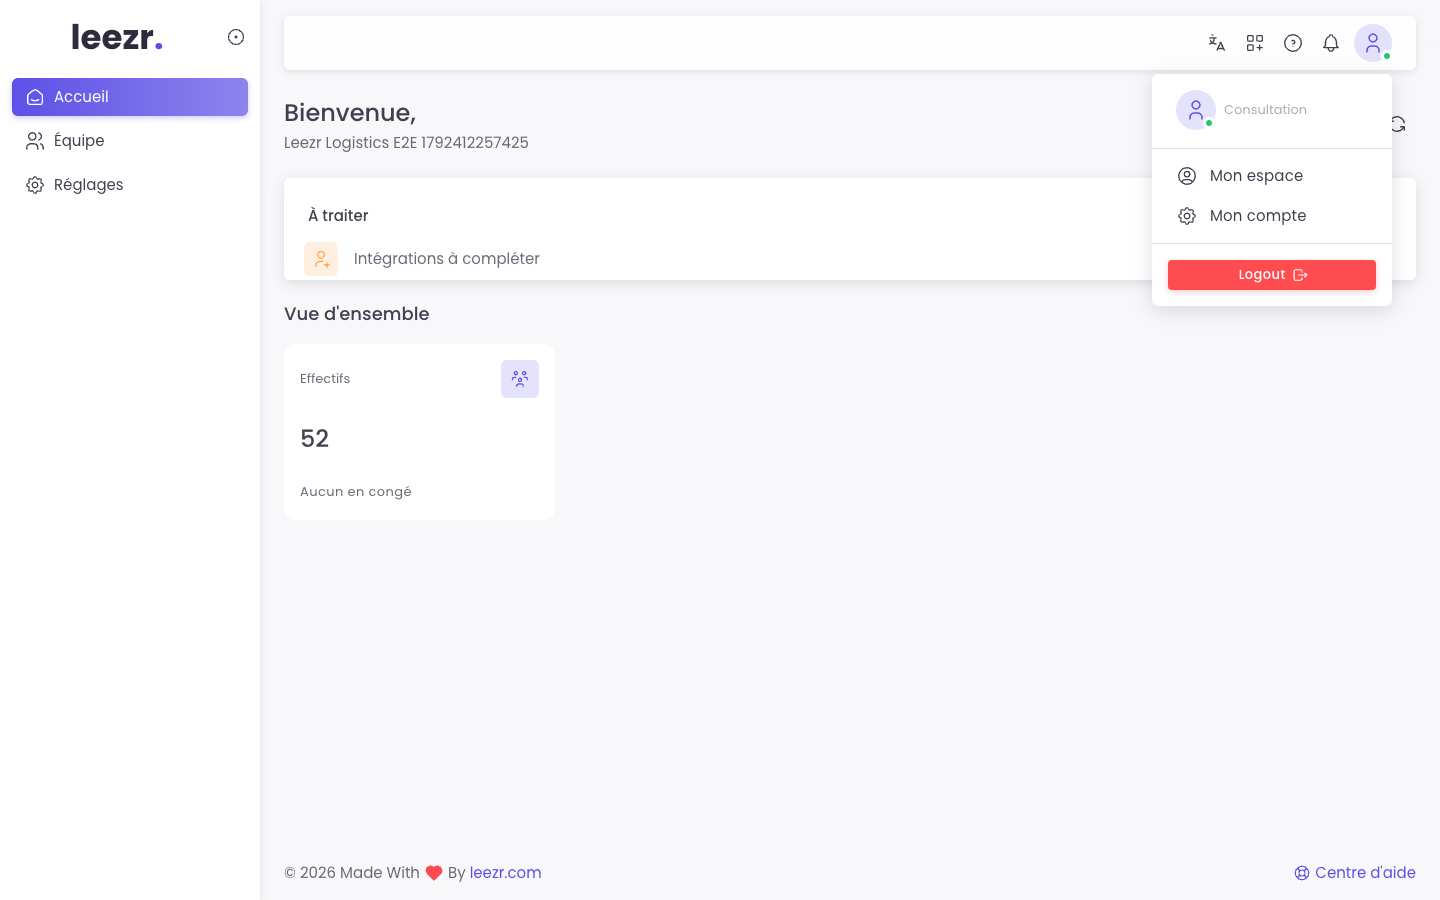 leezr.
Accueil
Équipe
Réglages
Bienvenue,
Leezr Logistics E2E 1792412257425
Consultation
Mon espace
Mon compte
Logout
À traiter
Intégrations à compléter
Vue d'ensemble
Effectifs
52
Aucun en congé
© 2026 Made With By leezr.com
Centre d'aide